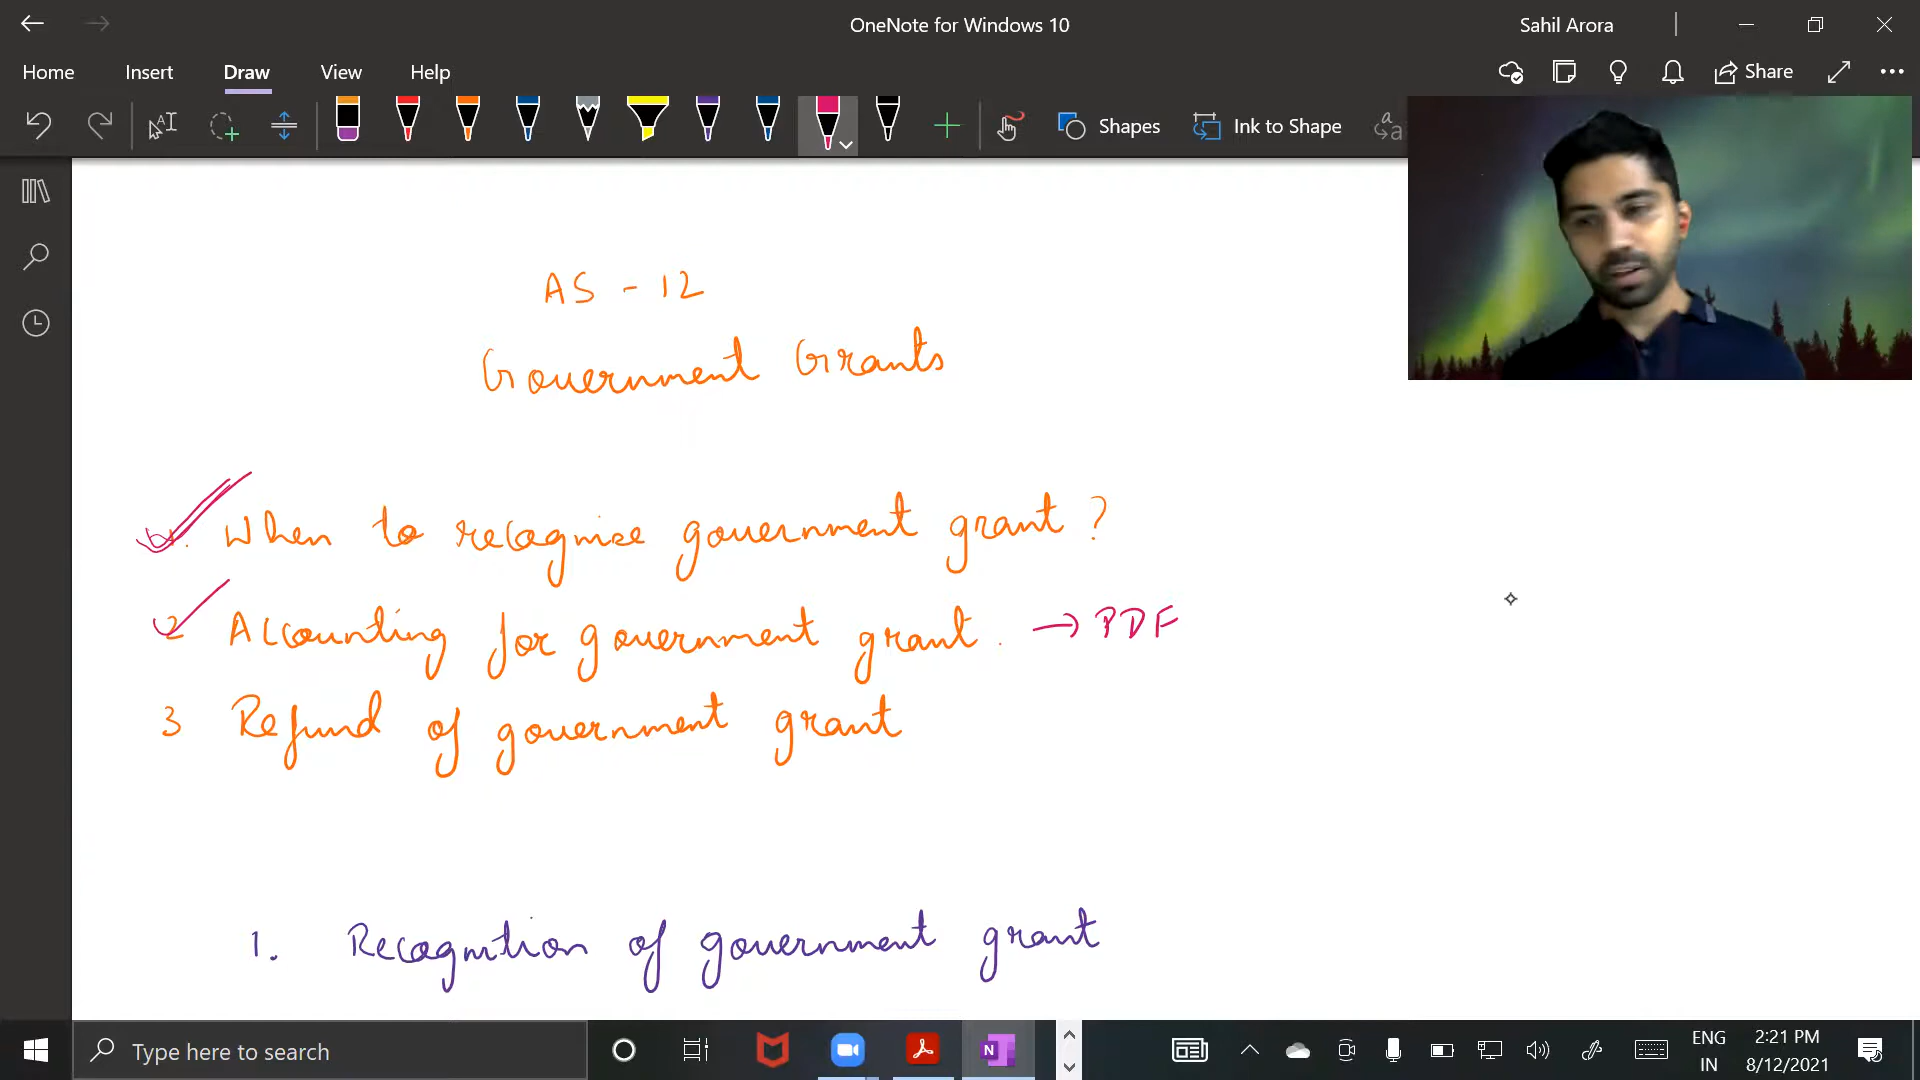 OneNote for Windows 10
Sahil Arora
Home Insert Draw View Help
Share
Shapes
Ink to Shape
AS - 12
Government Grants
1. When to recognise government grant ?
2 Accounting for government grant. → PDF
3 Refund of government grant
1. Recognition of government grant
Type here to search
ENG
IN
2:21 PM
8/12/2021